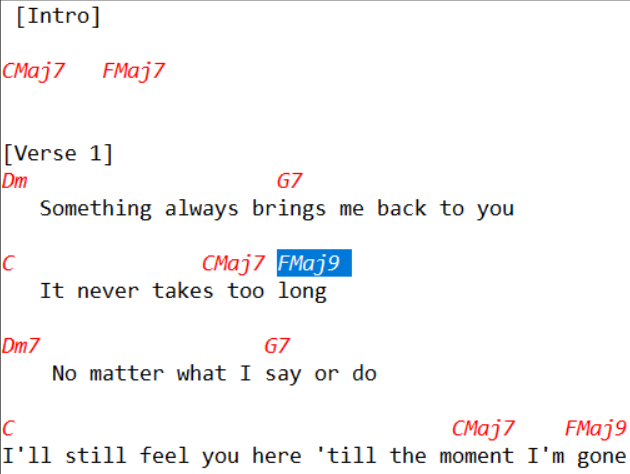 [Intro]
CMaj7 FMaj7
[Verse 1]
Dm G7
Something always brings me back to you
C CMaj7 FMaj9
It never takes too long
Dm7 G7
No matter what I say or do
C CMaj7 FMaj9
I'll still feel you here 'till the moment I'm gone